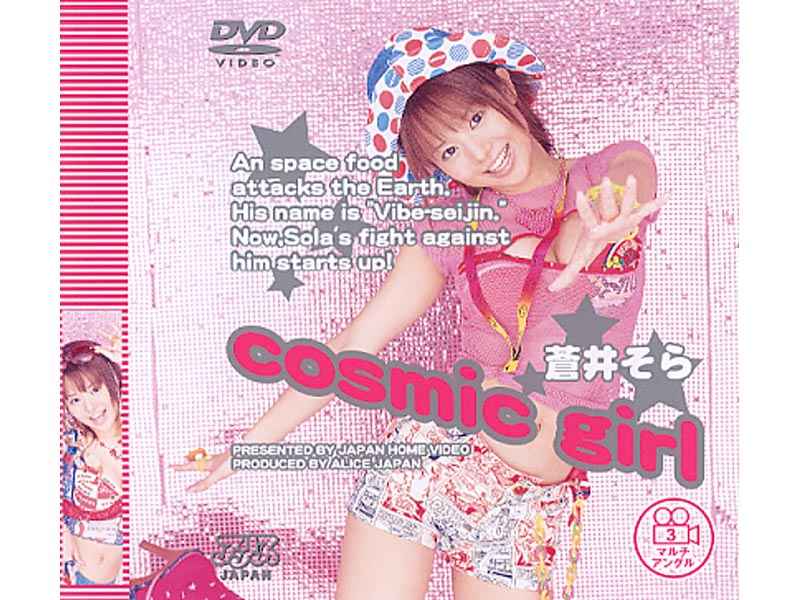 DVD
VIDEO
An space food
attacks the Earth.
His name is "Vibe-seijin."
Now,Sola's fight against
him starts up!
蒼井そら
cosmic girl
PRESENTED BY JAPAN HOME VIDEO
PRODUCED BY ALICE JAPAN
JAPAN
3
マルチ
アングル